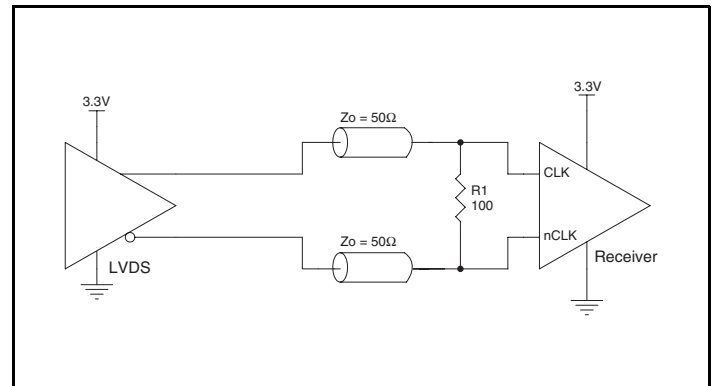 3.3V
3.3V
Zo = 50Ω
CLK
R1
100
nCLK
Zo = 50Ω
Receiver
LVDS